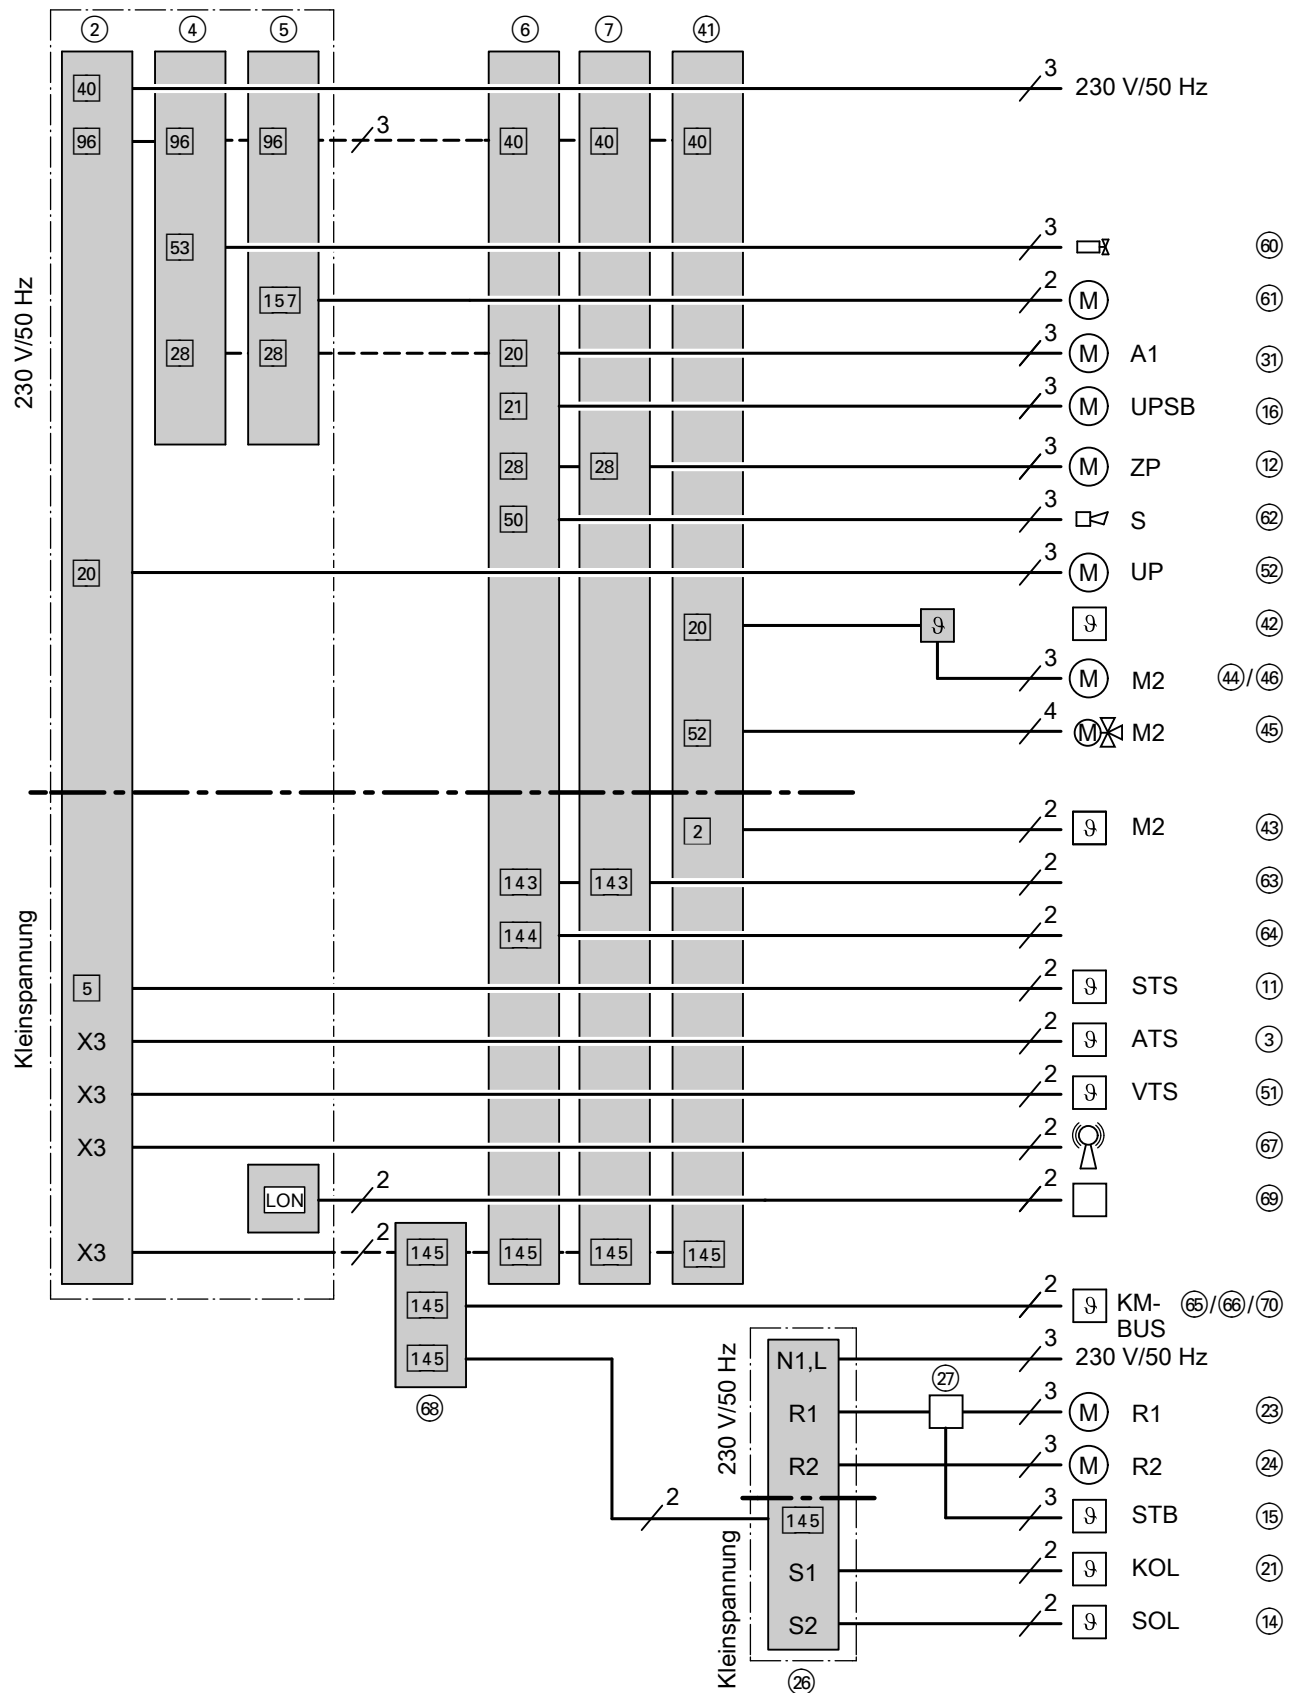 ② ④ ⑤ ⑥ ⑦ ㊶
40 3 230 V/50 Hz
96 96 96 3 40 40 40
53 3 60
157 2 M 61
230 V/50 Hz
28 28 20 3 M A1 31
21 3 M UPSB 16
28 28 3 M ZP 12
50 3 S 62
20 3 M UP 52
20 ϑ ϑ 42
3 M M2 44/46
52 4 M M2 45
2 2 ϑ M2 43
143 143 2 63
144 2 64
Kleinspannung
5 2 ϑ STS 11
X3 2 ϑ ATS 3
X3 2 ϑ VTS 51
X3 2 67
LON 2 2 69
X3 2 145 145 145 145
145 2 ϑ KM-BUS 65/66/70
145 N1,L 3 230 V/50 Hz
68
230 V/50 Hz
27
R1 3 M R1 23
R2 3 M R2 24
2 145 3 ϑ STB 15
Kleinspannung
S1 2 ϑ KOL 21
S2 2 ϑ SOL 14
26